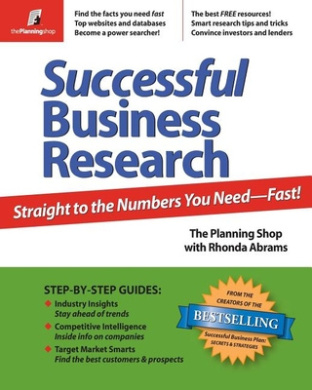 thePlanningshop
Find the facts you need fast
Top websites and databases
Become a power searcher!
The best FREE resources!
Smart research tips and tricks
Convince investors and lenders
Successful
Business
Research
Straight to the Numbers You Need—Fast!
The Planning Shop
with Rhonda Abrams
STEP-BY-STEP GUIDES:
Industry Insights
Stay ahead of trends
Competitive Intelligence
Inside info on companies
Target Market Smarts
Find the best customers & prospects
FROM THE
CREATORS OF THE
BESTSELLING
Successful Business Plan:
SECRETS & STRATEGIES